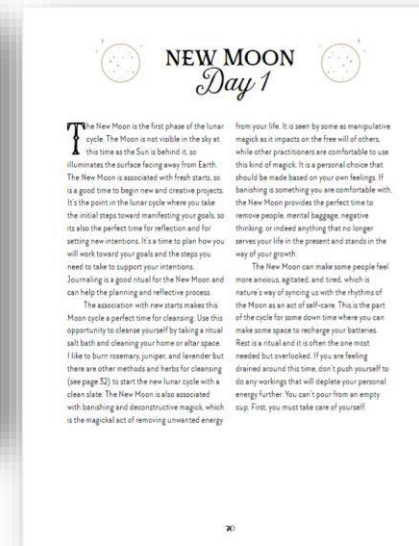 NEW MOON
Day 1
The New Moon is the first phase of the lunar
cycle. The Moon is not visible in the sky at
this time as the Sun is behind it, so
illuminates the surface facing away from Earth.
The New Moon is associated with fresh starts, so
is a good time to begin new and creative projects.
It's the point in the lunar cycle where you take
the initial steps toward manifesting your goals, so
its also the perfect time for reflection and for
setting new intentions. It's a time to plan how you
will work toward your goals and the steps you
need to take to support your intentions.
Journaling is a good ritual for the New Moon and
can help the planning and reflective process.
The association with new starts makes this
Moon cycle a perfect time for cleansing. Use this
opportunity to cleanse yourself by taking a ritual
salt bath and cleaning your home or altar space.
I like to burn rosemary, juniper, and lavender but
there are other methods and herbs for cleansing
(see page 32) to start the new lunar cycle with a
clean slate. The New Moon is also associated
with banishing and deconstructive magick, which
is the magickal act of removing unwanted energy
from your life. It is seen by some as manipulative
magick as it impacts on the free will of others,
while other practitioners are comfortable to use
this kind of magick. It is a personal choice that
should be made based on your own feelings. If
banishing is something you are comfortable with,
the New Moon provides the perfect time to
remove people, mental baggage, negative
thinking, or indeed anything that no longer
serves your life in the present and stands in the
way of your growth.
The New Moon can make some people feel
more anxious, agitated, and tired, which is
nature's way of syncing us with the rhythms of
the Moon as an act of self-care. This is the part
of the cycle for some down time where you can
make some space to recharge your batteries.
Rest is a ritual and it is often the one most
needed but overlooked. If you are feeling
drained around this time, don't push yourself to
do any workings that will deplete your personal
energy further. You can't pour from an empty
cup. First, you must take care of yourself.